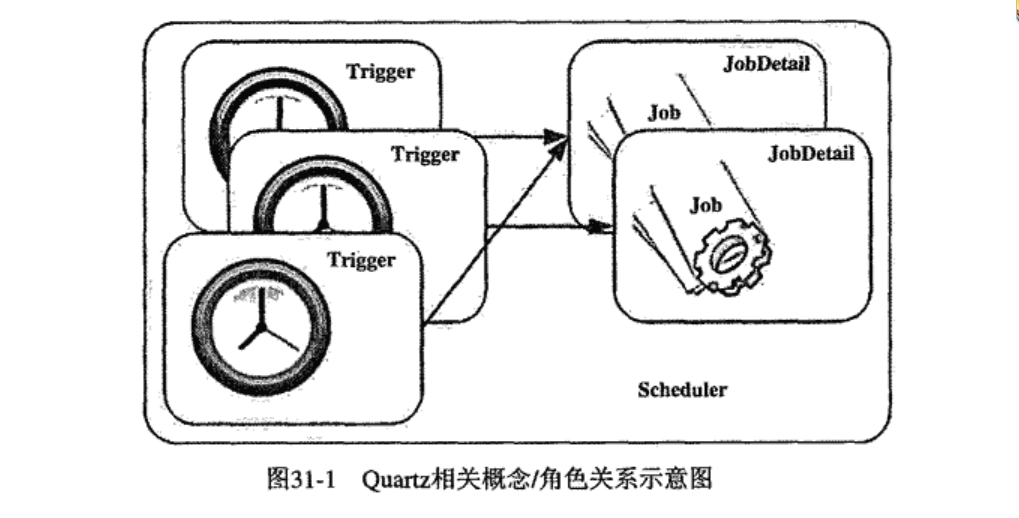 Trigger
JobDetail
Job
Trigger
JobDetail
Job
Trigger
Scheduler
图31-1 Quartz相关概念/角色关系示意图